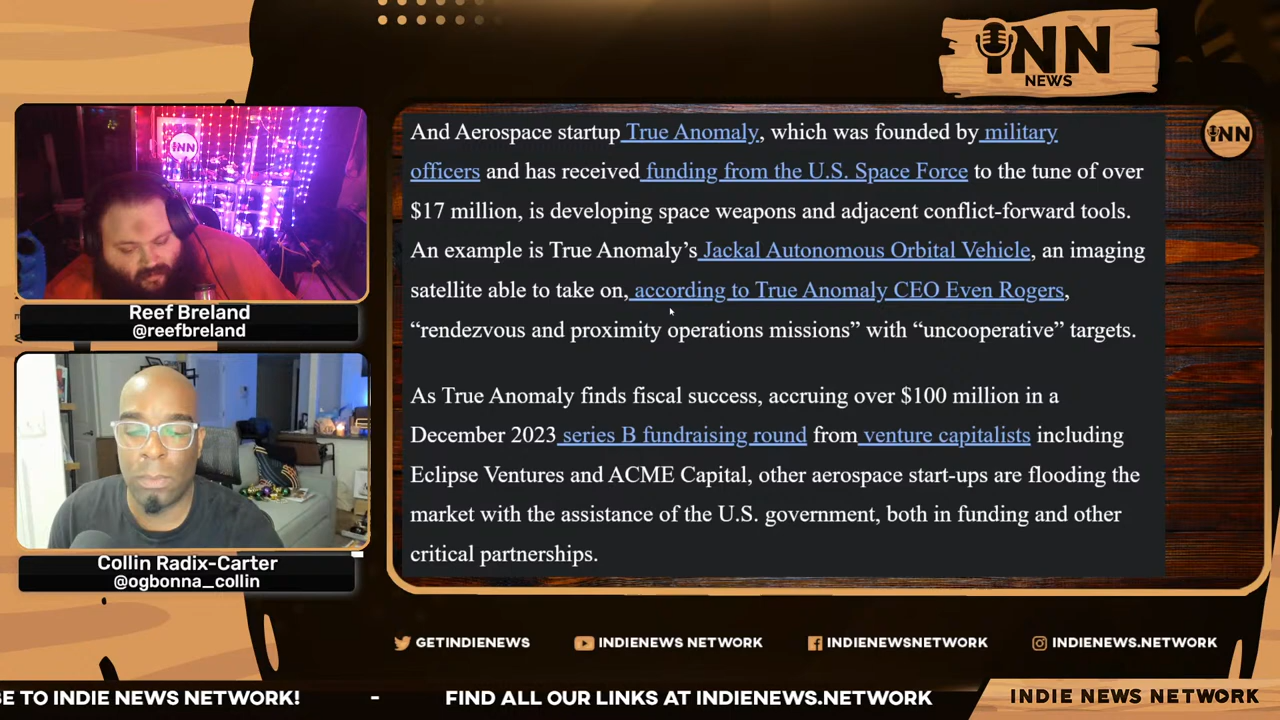 INN
NEWS
INN
And Aerospace startup True Anomaly, which was founded by military
officers and has received funding from the U.S. Space Force to the tune of over
$17 million, is developing space weapons and adjacent conflict-forward tools.
An example is True Anomaly’s Jackal Autonomous Orbital Vehicle, an imaging
satellite able to take on, according to True Anomaly CEO Even Rogers,
“rendezvous and proximity operations missions” with “uncooperative” targets.
As True Anomaly finds fiscal success, accruing over $100 million in a
December 2023 series B fundraising round from venture capitalists including
Eclipse Ventures and ACME Capital, other aerospace start-ups are flooding the
market with the assistance of the U.S. government, both in funding and other
critical partnerships.
INN
Reef Breland
@reefbreland
Collin Radix-Carter
@ogbonna_collin
GETINDIENEWS
INDIENEWS NETWORK
INDIENEWSNETWORK
INDIENEWS.NETWORK
BE TO INDIE NEWS NETWORK! - FIND ALL OUR LINKS AT INDIENEWS.NETWORK
INDIE NEWS NETWORK